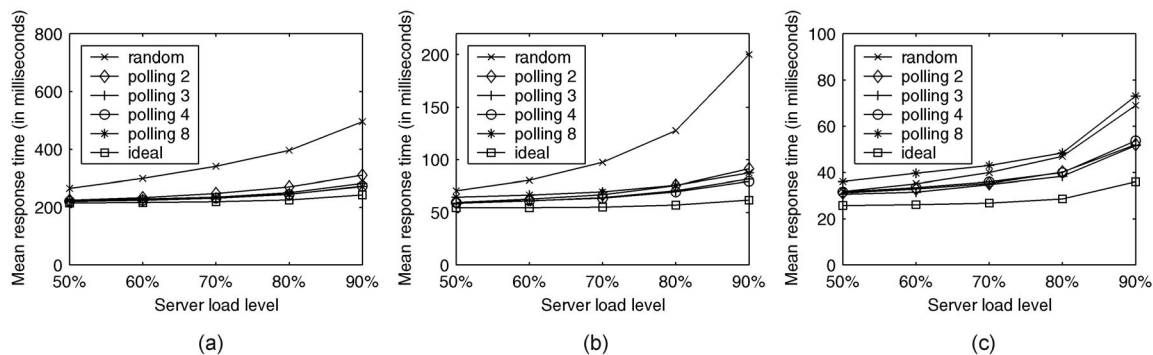 Mean response time (in milliseconds)
800
600
400
200
0
random
polling 2
polling 3
polling 4
polling 8
ideal
50% 60% 70% 80% 90%
Server load level
(a)
Mean response time (in milliseconds)
200
150
100
50
0
random
polling 2
polling 3
polling 4
polling 8
ideal
50% 60% 70% 80% 90%
Server load level
(b)
Mean response time (in milliseconds)
100
80
60
40
20
0
random
polling 2
polling 3
polling 4
polling 8
ideal
50% 60% 70% 80% 90%
Server load level
(c)